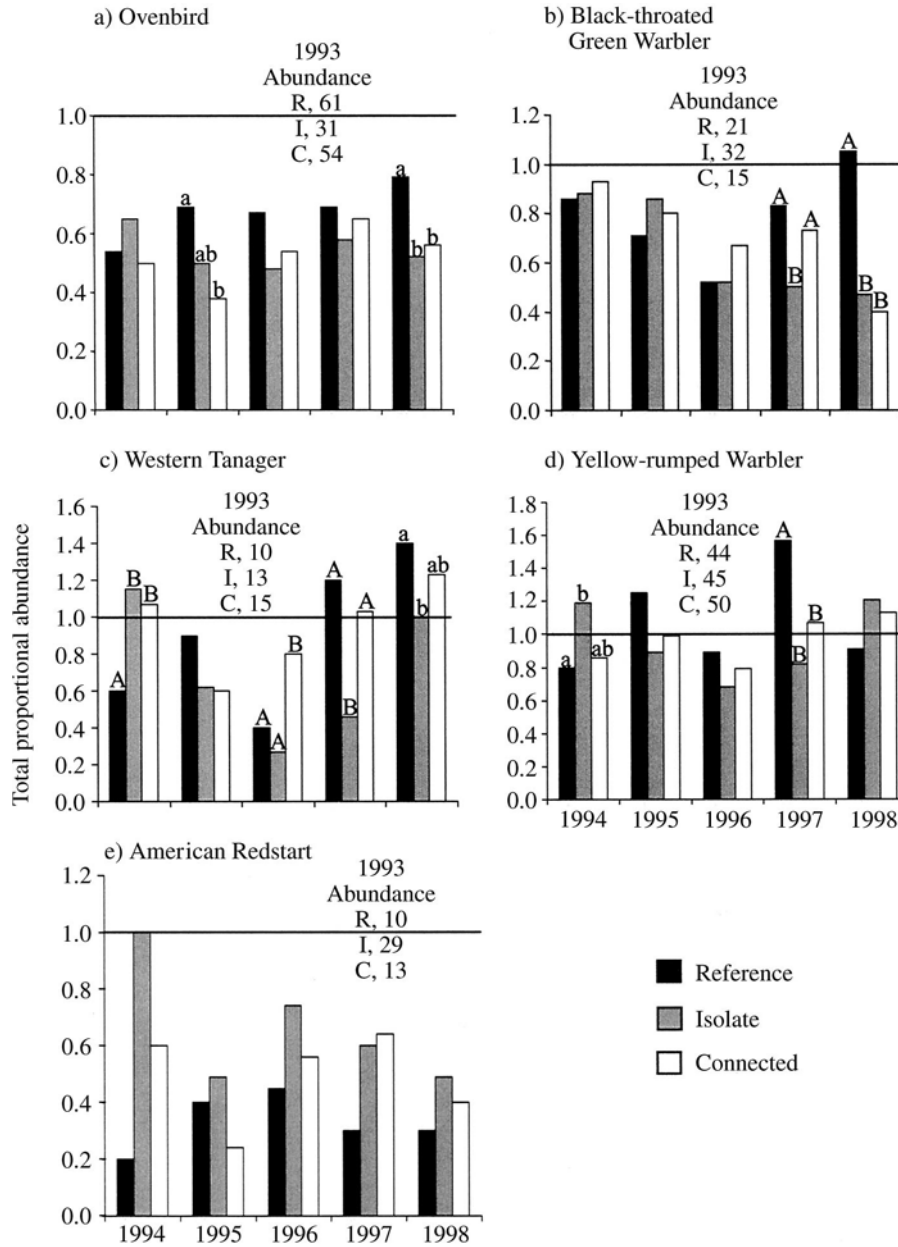 a) Ovenbird
1993
Abundance
R, 61
I, 31
C, 54
1.0
0.8
0.6
0.4
0.2
0.0
a
ab
b
a
b
b
b) Black-throated
Green Warbler
1993
Abundance
R, 21
I, 32
C, 15
1.2
1.0
0.8
0.6
0.4
0.2
0.0
A
B
A
A
B
B
Total proportional abundance
c) Western Tanager
1993
Abundance
R, 10
I, 13
C, 15
1.6
1.4
1.2
1.0
0.8
0.6
0.4
0.2
0.0
A
B
B
A
A
B
A
B
A
a
b
ab
d) Yellow-rumped Warbler
1993
Abundance
R, 44
I, 45
C, 50
1.8
1.6
1.4
1.2
1.0
0.8
0.6
0.4
0.2
0.0
a
b
ab
A
B
B
1994 1995 1996 1997 1998
e) American Redstart
1993
Abundance
R, 10
I, 29
C, 13
1.2
1.0
0.8
0.6
0.4
0.2
0.0
1994 1995 1996 1997 1998
Reference
Isolate
Connected